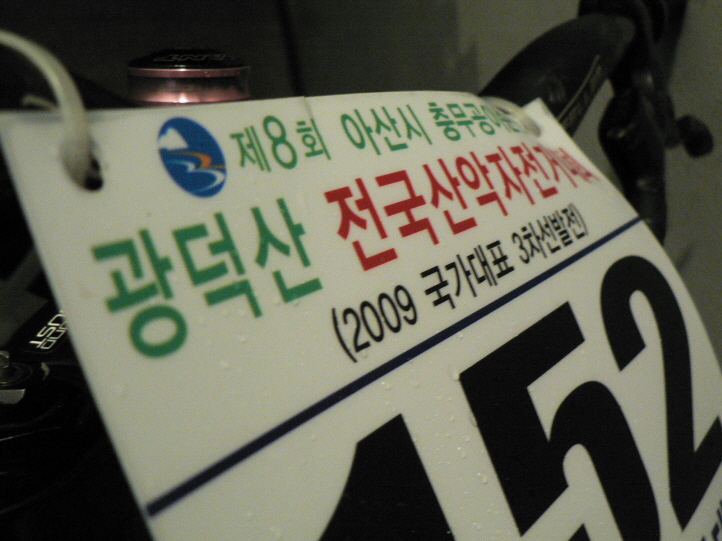 제8회 아산시 충무공이순신
광덕산 전국산악자전거대회
(2009 국가대표 3차선발전)
152